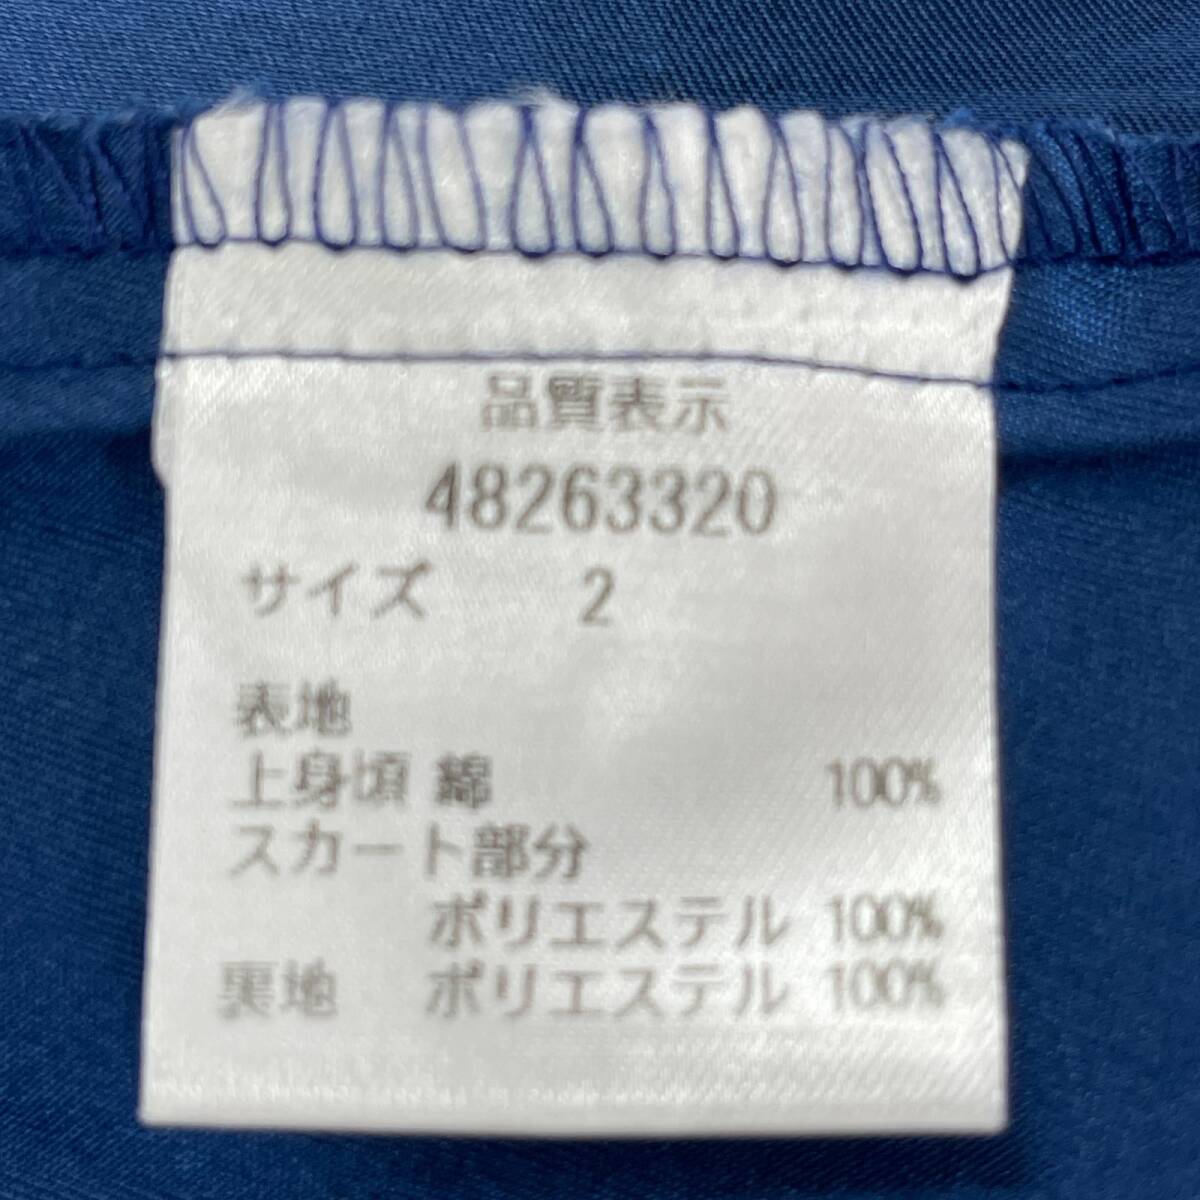 品質表示
48263320
サイズ 2
表地
上身頃 綿 100%
スカート部分
ポリエステル 100%
裏地 ポリエステル 100%